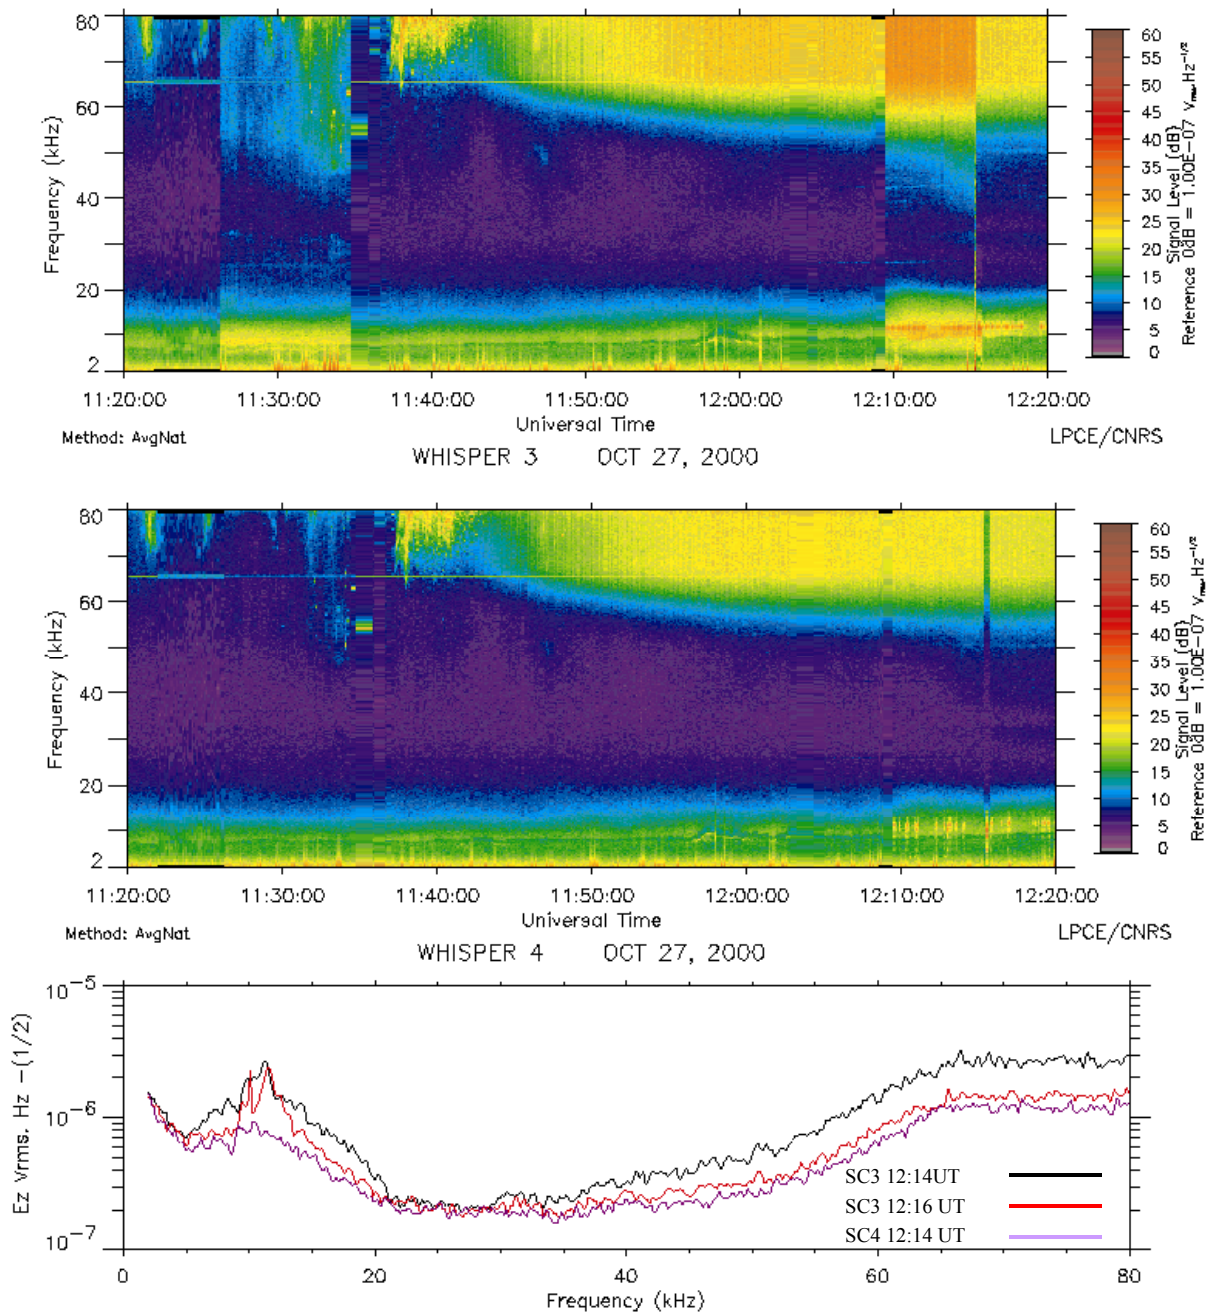 80
60
40
20
2
Frequency (kHz)
11:20:00 11:30:00 11:40:00 11:50:00 12:00:00 12:10:00 12:20:00
Universal Time
Method: AvgNat
LPCE/CNRS
WHISPER 3 OCT 27, 2000
60
55
50
45
40
35
30
25
20
15
10
5
0
Signal Level (dB)
Reference 0dB = 1.00E-07 Vrms.Hz-1/2
80
60
40
20
2
Frequency (kHz)
11:20:00 11:30:00 11:40:00 11:50:00 12:00:00 12:10:00 12:20:00
Universal Time
Method: AvgNat
LPCE/CNRS
WHISPER 4 OCT 27, 2000
60
55
50
45
40
35
30
25
20
15
10
5
0
Signal Level (dB)
Reference 0dB = 1.00E-07 Vrms.Hz-1/2
10-5
10-6
10-7
Ez Vrms. Hz -(1/2)
SC3 12:14UT
SC3 12:16 UT
SC4 12:14 UT
0 20 40 60 80
Frequency (kHz)